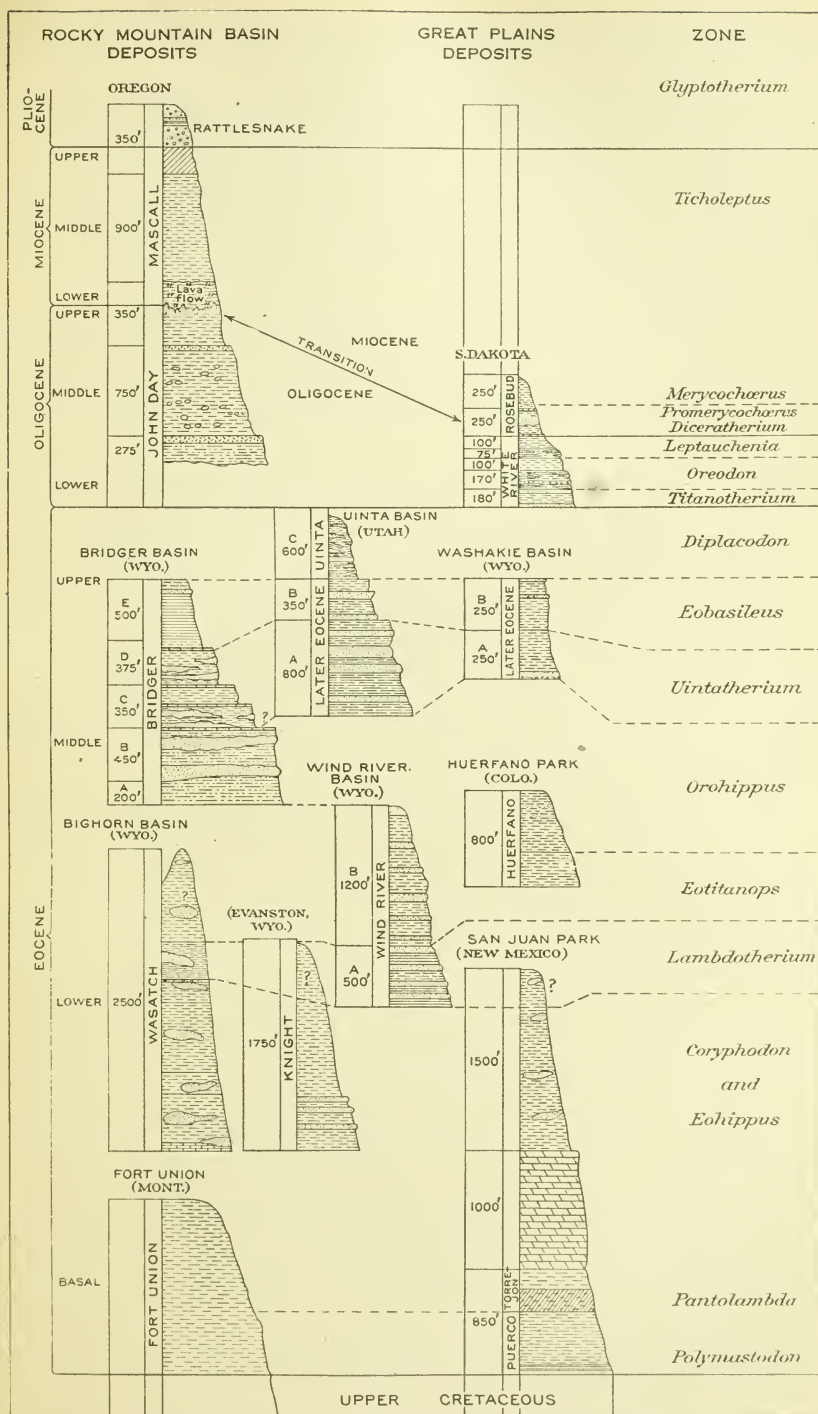 ROCKY MOUNTAIN BASIN
DEPOSITS
GREAT PLAINS
DEPOSITS
ZONE
OREGON
Glyptotherium
PLIO-
CENE
350'
RATTLESNAKE
UPPER
MIOCENE
MIDDLE
900'
MASCALL
Ticholeptus
LOWER
Lava
flow
UPPER
350'
TRANSITION
MIOCENE
OLIGOCENE
S. DAKOTA
OLIGOCENE
MIDDLE
750'
JOHN DAY
275'
LOWER
250'
ROSEBUD
Merycochœrus
250'
Promerycochœrus
Diceratherium
100'
75'
Leptauchenia
100'
WHITE
RIVER
170'
Oreodon
180'
Titanotherium
UINTA BASIN
(UTAH)
C
600'
UINTA
Diplacodon
BRIDGER BASIN
(WYO.)
WASHAKIE BASIN
(WYO.)
UPPER
E
500'
B
350'
B
250'
Eobasileus
D
375'
A
800'
LATER EOCENE
A
250'
LATER EOCENE
Uintatherium
C
350'
BRIDGER
?
MIDDLE
B
450'
A
200'
WIND RIVER.
BASIN
(WYO.)
HUERFANO PARK
(COLO.)
Orohippus
BIGHORN BASIN
(WYO.)
B
1200'
WIND RIVER
800'
HUERFANO
Eotitanops
EOCENE
?
(EVANSTON,
WYO.)
SAN JUAN PARK
(NEW MEXICO)
Lambdotherium
A
500'
?
?
LOWER
2500'
WASATCH
1750'
KNIGHT
1500'
Coryphodon
and
Eohippus
FORT UNION
(MONT.)
1000'
BASAL
FORT UNION
TORRE-
JON
850'
PUERCO
Pantolambda
Polymastodon
UPPER CRETACEOUS